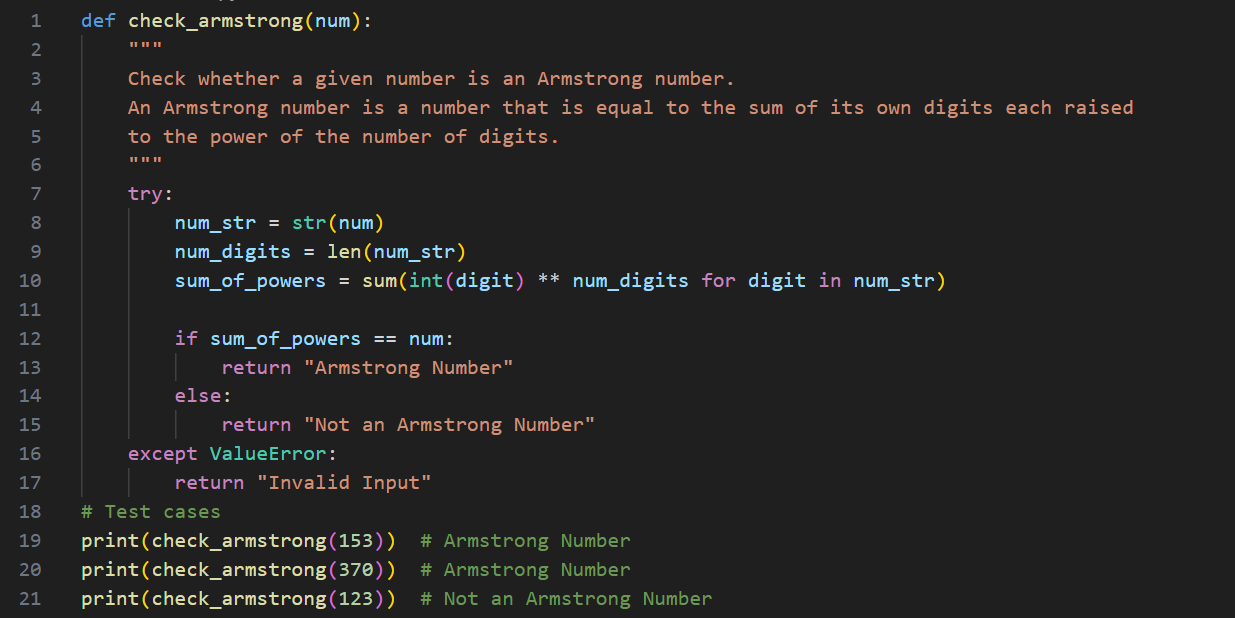 1 def check_armstrong(num):
2     """
3     Check whether a given number is an Armstrong number.
4     An Armstrong number is a number that is equal to the sum of its own digits each raised
5     to the power of the number of digits.
6     """
7     try:
8         num_str = str(num)
9         num_digits = len(num_str)
10         sum_of_powers = sum(int(digit) ** num_digits for digit in num_str)
11
12         if sum_of_powers == num:
13             return "Armstrong Number"
14         else:
15             return "Not an Armstrong Number"
16     except ValueError:
17         return "Invalid Input"
18 # Test cases
19 print(check_armstrong(153))  # Armstrong Number
20 print(check_armstrong(370))  # Armstrong Number
21 print(check_armstrong(123))  # Not an Armstrong Number